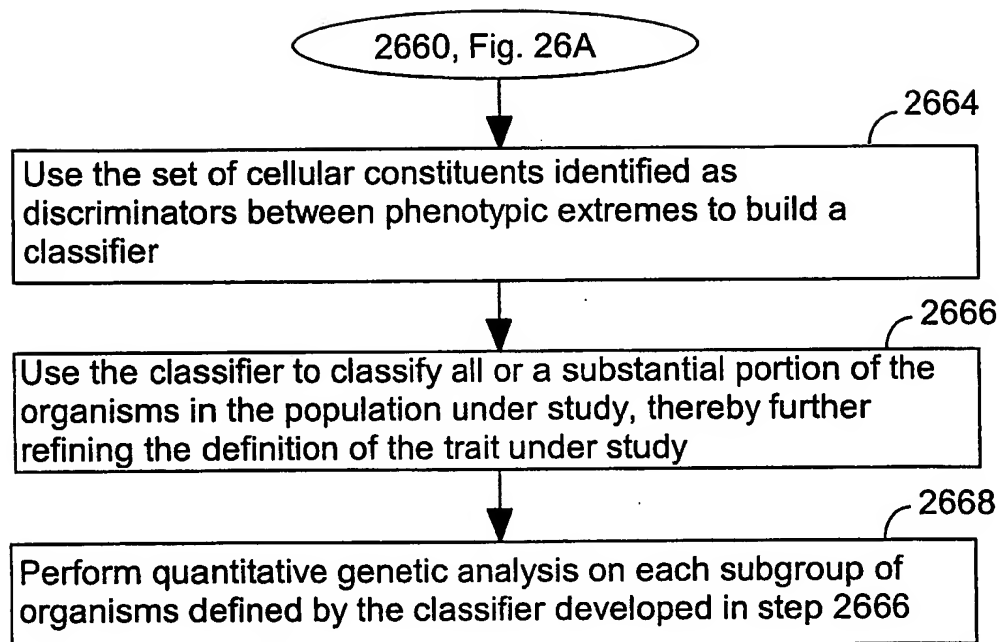 2660, Fig. 26A
2664
Use the set of cellular constituents identified as
discriminators between phenotypic extremes to build a
classifier
2666
Use the classifier to classify all or a substantial portion of the
organisms in the population under study, thereby further
refining the definition of the trait under study
2668
Perform quantitative genetic analysis on each subgroup of
organisms defined by the classifier developed in step 2666